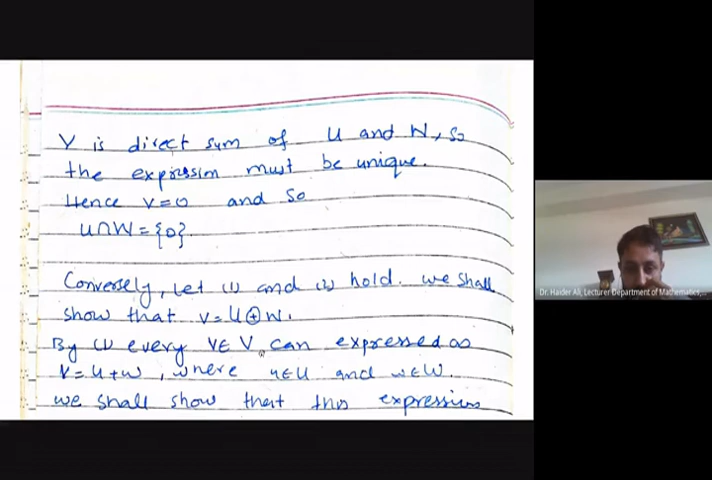 V is direct sum of U and W, so
the expression must be unique.
Hence v=0 and so
U∩W={0}.
Conversely, let (i) and (ii) hold. we shall
show that V=U⊕W.
By (i) every v∈V can expressed as
v=u+w, where u∈U and w∈W.
we shall show that this expression
Dr. Haider Ali, Lecturer Department of Mathematics,...